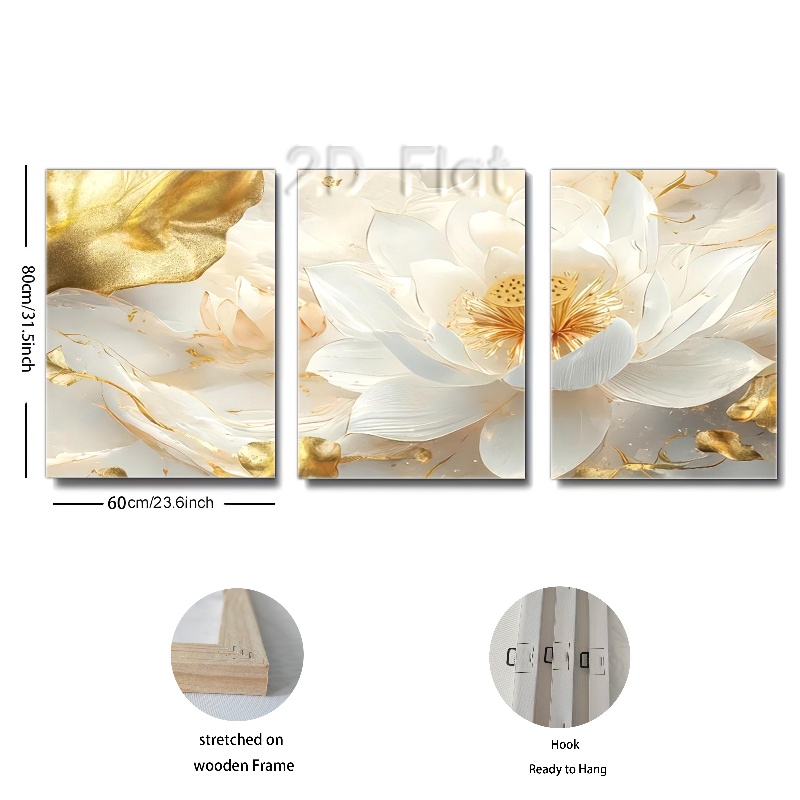 2D Flat
80cm/31.5inch
60cm/23.6inch
stretched on
wooden Frame
Hook
Ready to Hang